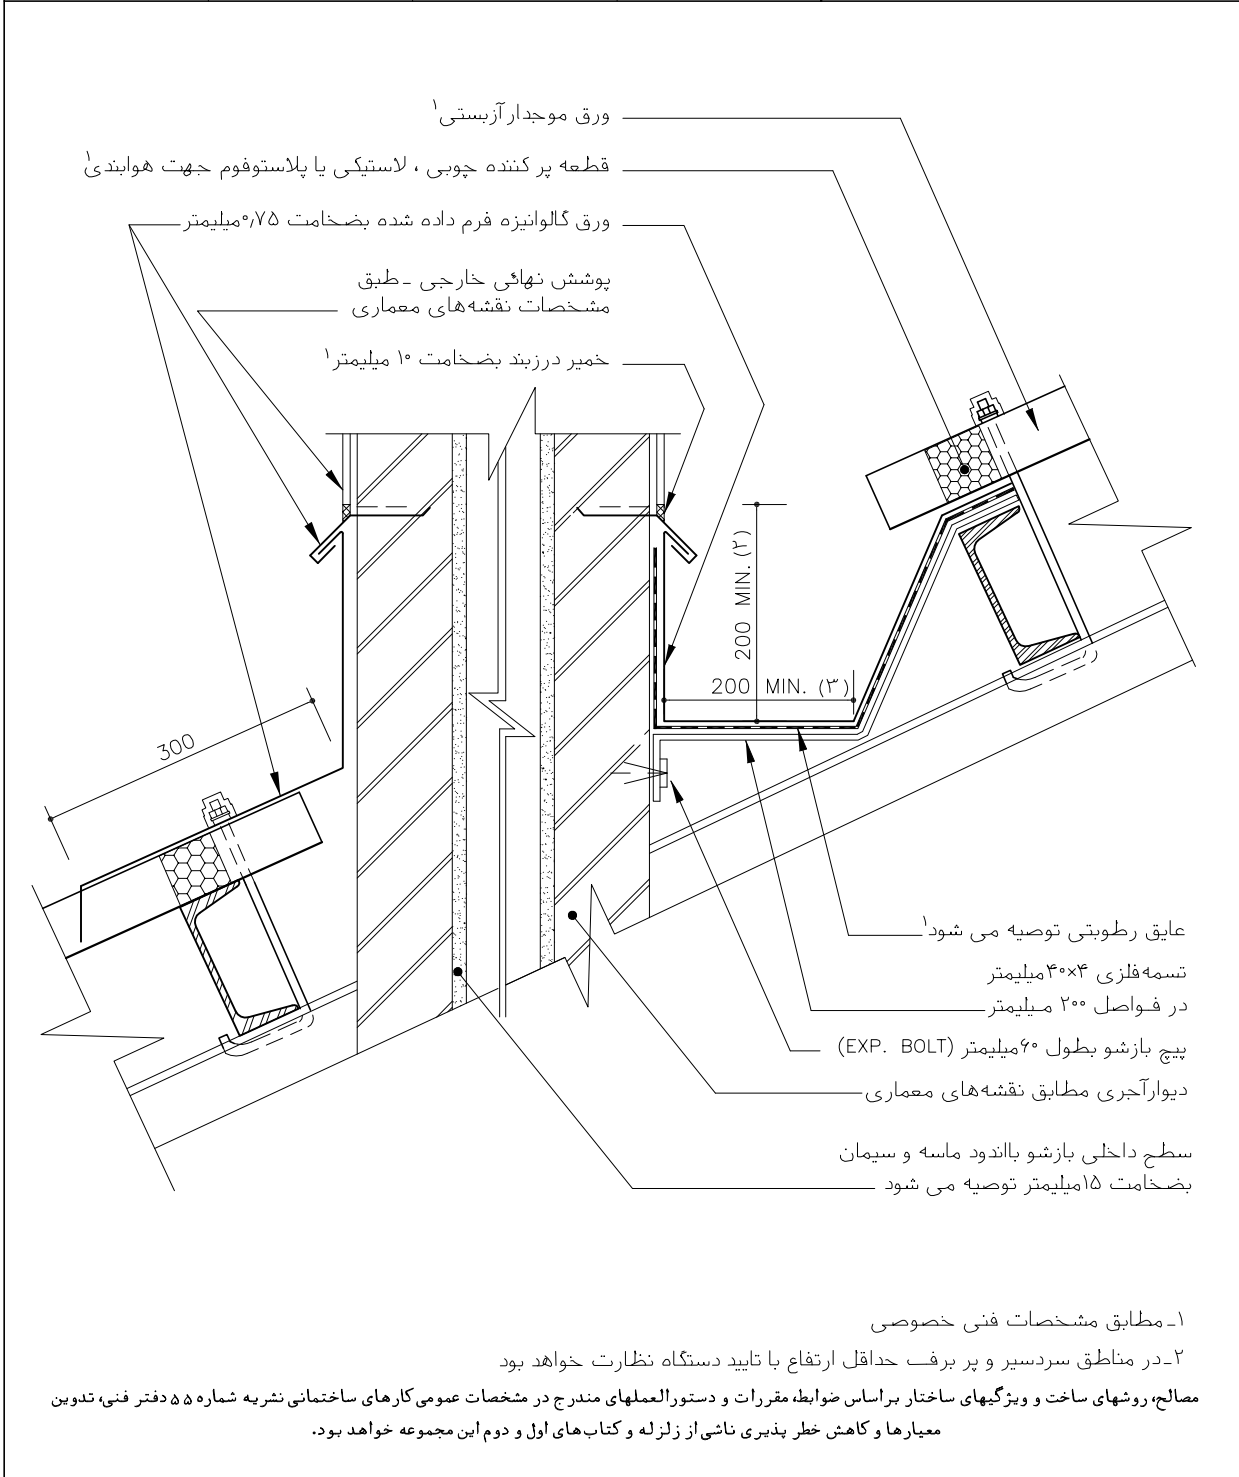 ورق موجدار آزبستی۱
قطعه پر کننده چوبی ، لاستیکی یا پلاستوفوم جهت هوابندی۱
ورق گالوانیزه فرم داده شده بضخامت ۰٫۷۵میلیمتر
پوشش نهائی خارجی - طبق
مشخصات نقشه‌های معماری
خمیر درزبند بضخامت ۱۰ میلیمتر۱
200 MIN. (۲)
200 MIN. (۳)
300
عایق رطوبتی توصیه می شود۱
تسمه فلزی ۴×۴۰میلیمتر
در فواصل ۲۰۰ میلیمتر
پیچ بازشو بطول ۶۰میلیمتر (EXP. BOLT)
دیوارآجری مطابق نقشه‌های معماری
سطح داخلی بازشو بااندود ماسه و سیمان
بضخامت ۱۵میلیمتر توصیه می شود
۱- مطابق مشخصات فنی خصوصی
۲- در مناطق سردسیر و پر برف حداقل ارتفاع با تایید دستگاه نظارت خواهد بود
مصالح، روشهای ساخت و ویژگیهای ساختار براساس ضوابط، مقررات و دستورالعملهای مندرج در مشخصات عمومی کارهای ساختمانی نشریه شماره ۵۵ دفتر فنی، تدوین
معیارها و کاهش خطر پذیری ناشی از زلزله و کتاب‌های اول و دوم این مجموعه خواهد بود.